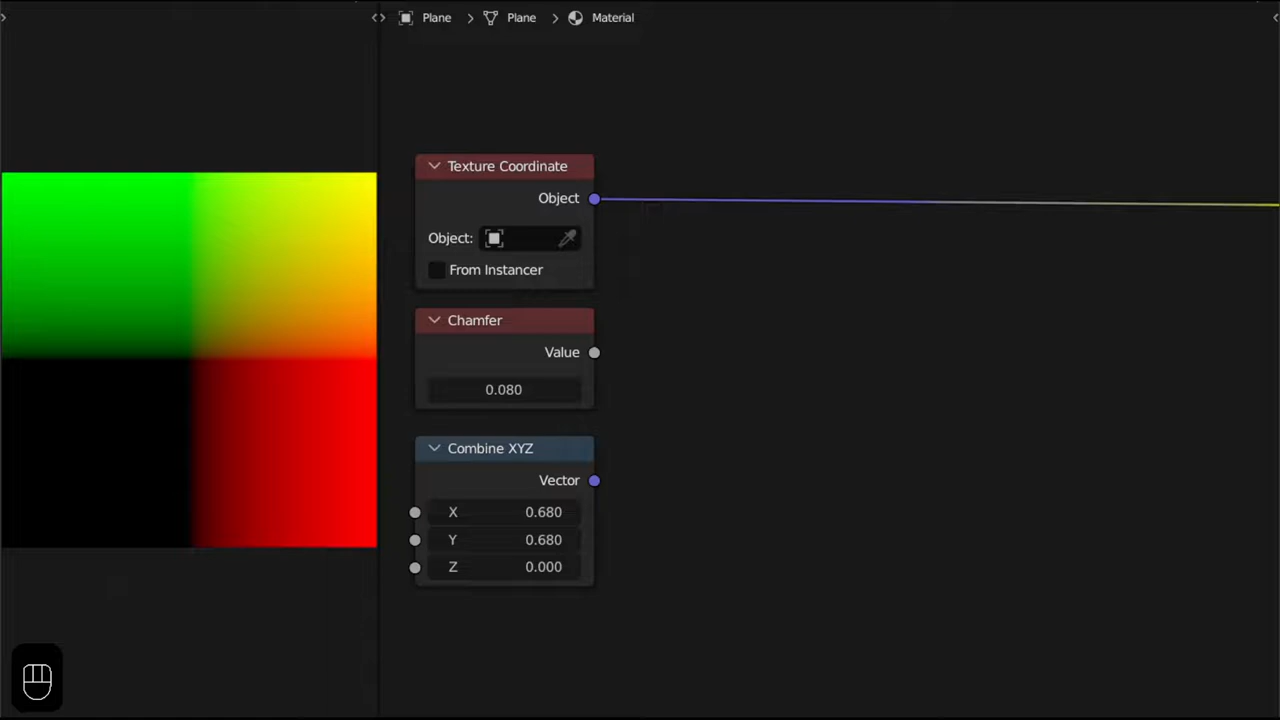 Plane > Plane > Material
Texture Coordinate
Object
Object:
From Instancer
Chamfer
Value
0.080
Combine XYZ
Vector
X 0.680
Y 0.680
Z 0.000